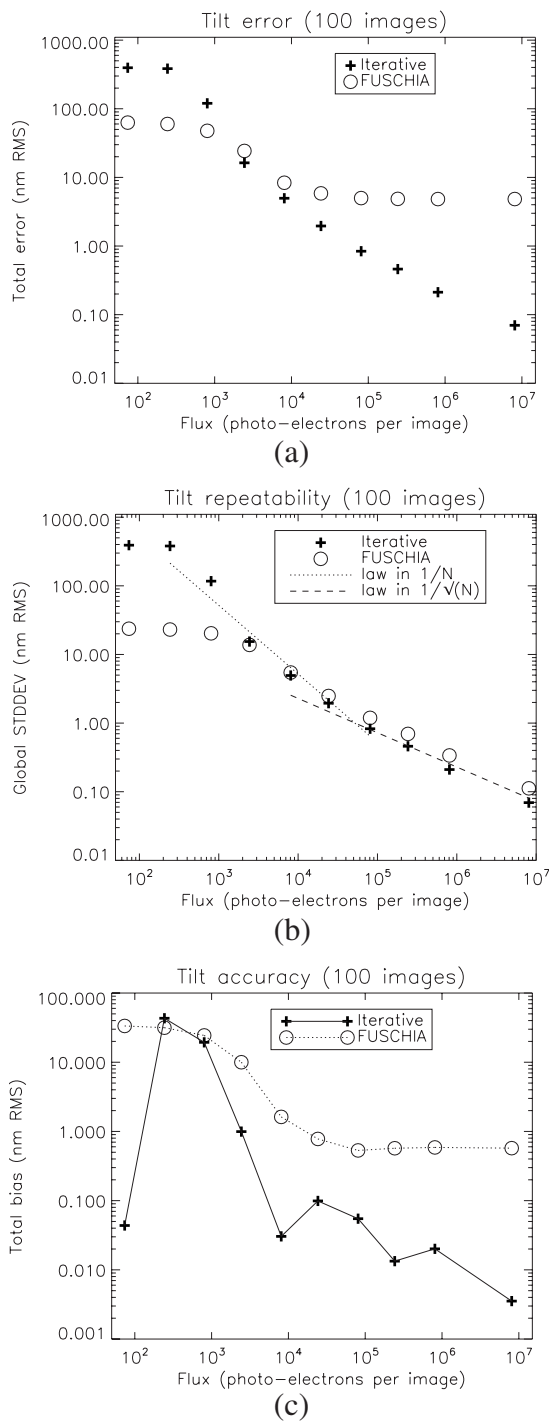 Tilt error (100 images)
1000.00
100.00
10.00
1.00
0.10
0.01
Total error (nm RMS)
Iterative
FUSCHIA
10²
10³
10⁴
10⁵
10⁶
10⁷
Flux (photo-electrons per image)
(a)
Tilt repeatability (100 images)
1000.00
100.00
10.00
1.00
0.10
0.01
Global STDDEV (nm RMS)
Iterative
FUSCHIA
law in 1/N
law in 1/√(N)
10²
10³
10⁴
10⁵
10⁶
10⁷
Flux (photo-electrons per image)
(b)
Tilt accuracy (100 images)
100.000
10.000
1.000
0.100
0.010
0.001
Total bias (nm RMS)
Iterative
FUSCHIA
10²
10³
10⁴
10⁵
10⁶
10⁷
Flux (photo-electrons per image)
(c)